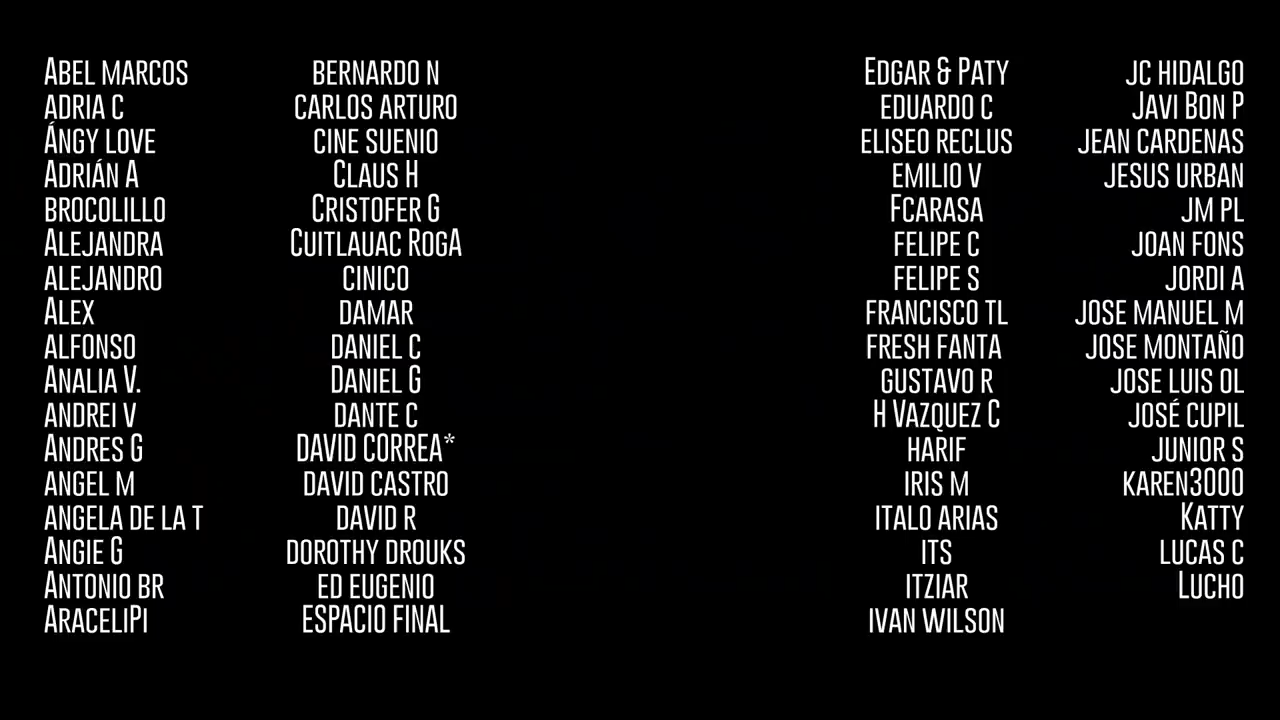 ABEL MARCOS
ADRIA C
ÁNGY LOVE
ADRIÁN A
BROCOLILLO
ALEJANDRA
ALEJANDRO
ALEX
ALFONSO
ANALIA V.
ANDREI V
ANDRES G
ANGEL M
ANGELA DE LA T
ANGIE G
ANTONIO BR
ARACELIPI
BERNARDO N
CARLOS ARTURO
CINE SUENIO
CLAUS H
CRISTOFER G
CUITLAUAC ROGA
CINICO
DAMAR
DANIEL C
DANIEL G
DANTE C
DAVID CORREA*
DAVID CASTRO
DAVID R
DOROTHY DROUKS
ED EUGENIO
ESPACIO FINAL
EDGAR & PATY
EDUARDO C
ELISEO RECLUS
EMILIO V
FCARASA
FELIPE C
FELIPE S
FRANCISCO TL
FRESH FANTA
GUSTAVO R
H VAZQUEZ C
HARIF
IRIS M
ITALO ARIAS
ITS
ITZIAR
IVAN WILSON
JC HIDALGO
JAVI BON P
JEAN CARDENAS
JESUS URBAN
JM PL
JOAN FONS
JORDI A
JOSE MANUEL M
JOSE MONTAÑO
JOSE LUIS OL
JOSÉ CUPIL
JUNIOR S
KAREN3000
KATTY
LUCAS C
LUCHO